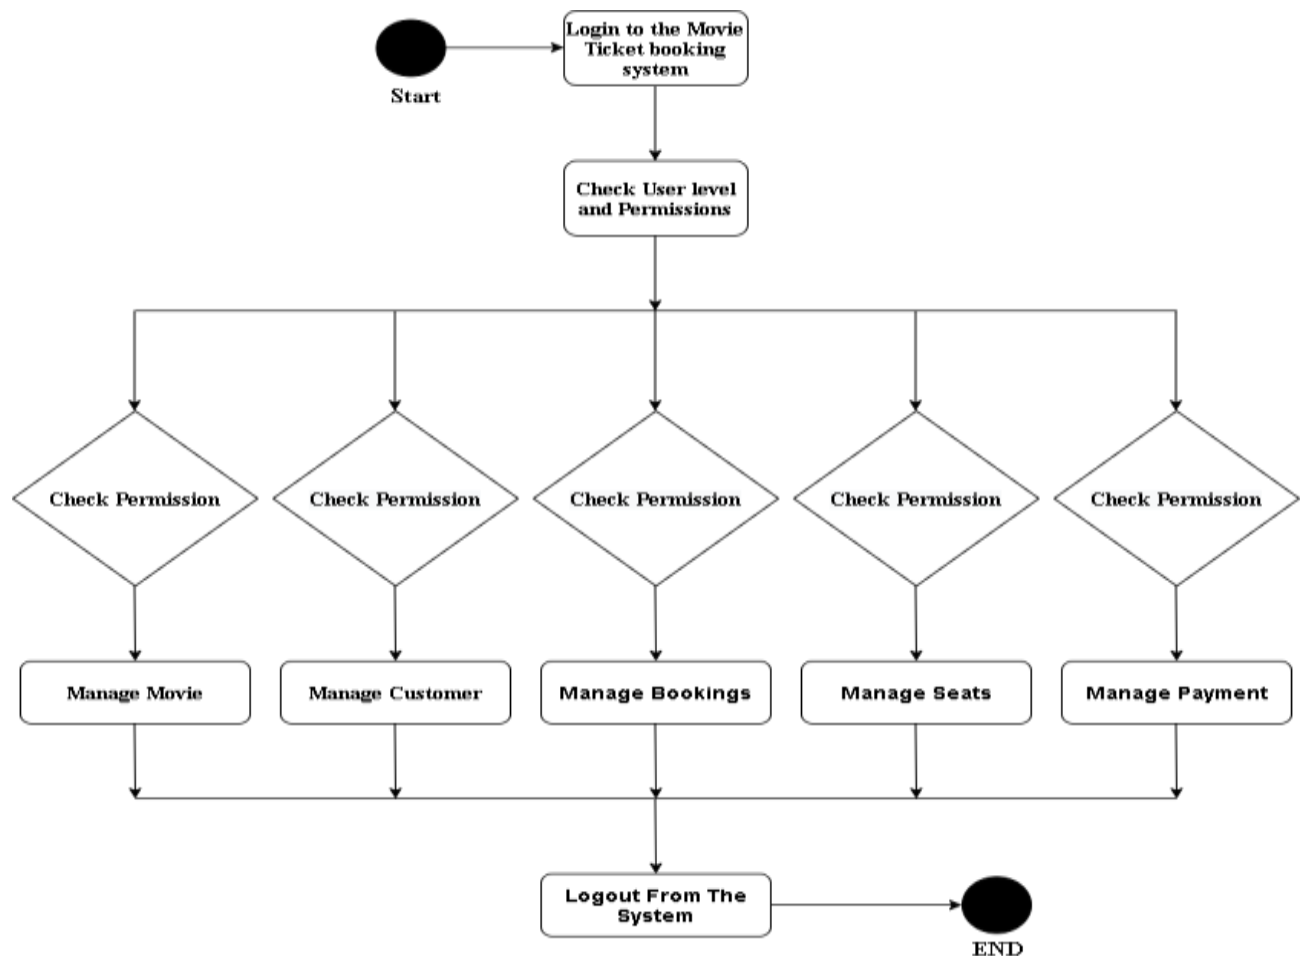 Login to the Movie
Ticket booking
system
Start
Check User level
and Permissions
Check Permission
Check Permission
Check Permission
Check Permission
Check Permission
Manage Movie
Manage Customer
Manage Bookings
Manage Seats
Manage Payment
Logout From The
System
END